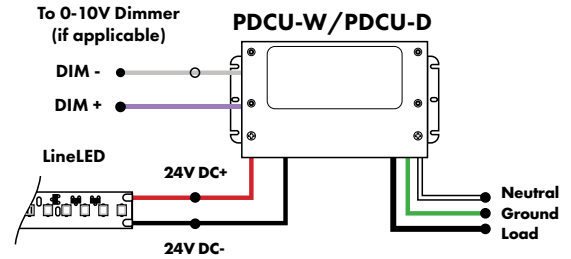 To 0-10V Dimmer
(if applicable)
PDCU-W/PDCU-D
DIM -
DIM +
LineLED
24V DC+
24V DC-
Neutral
Ground
Load